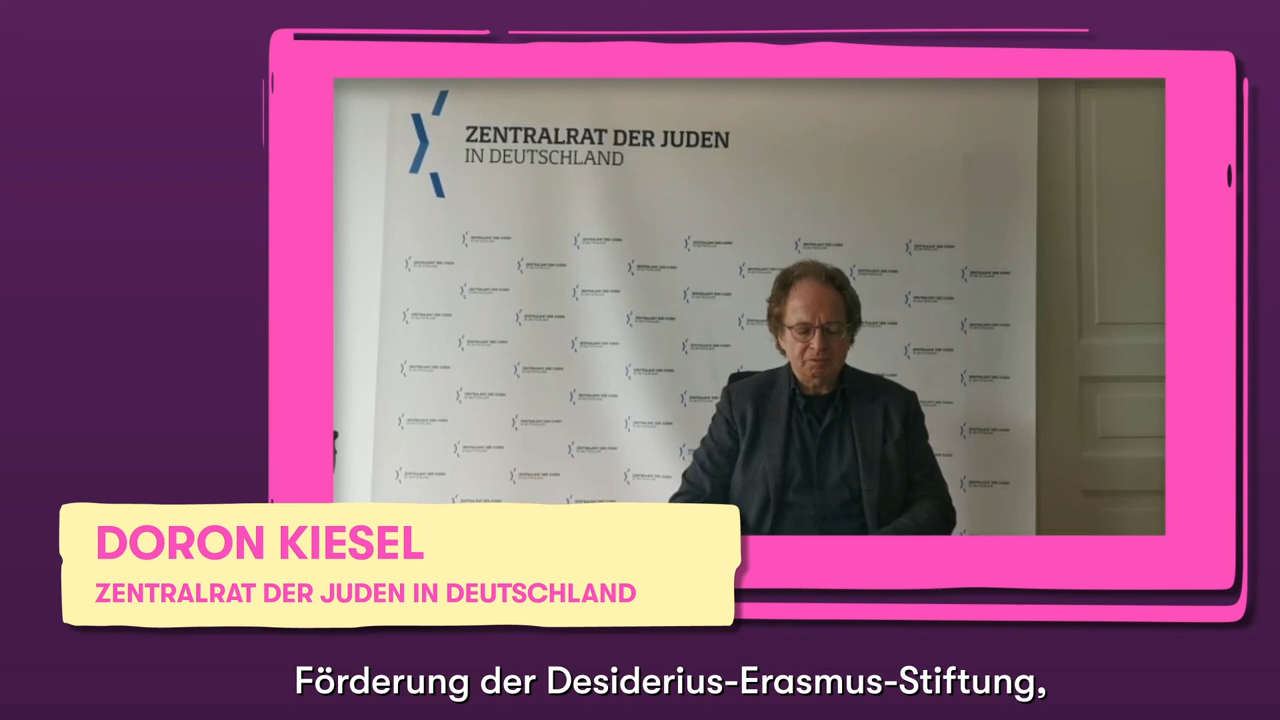 ZENTRALRAT DER JUDEN
IN DEUTSCHLAND
DORON KIESEL
ZENTRALRAT DER JUDEN IN DEUTSCHLAND
Förderung der Desiderius-Erasmus-Stiftung,